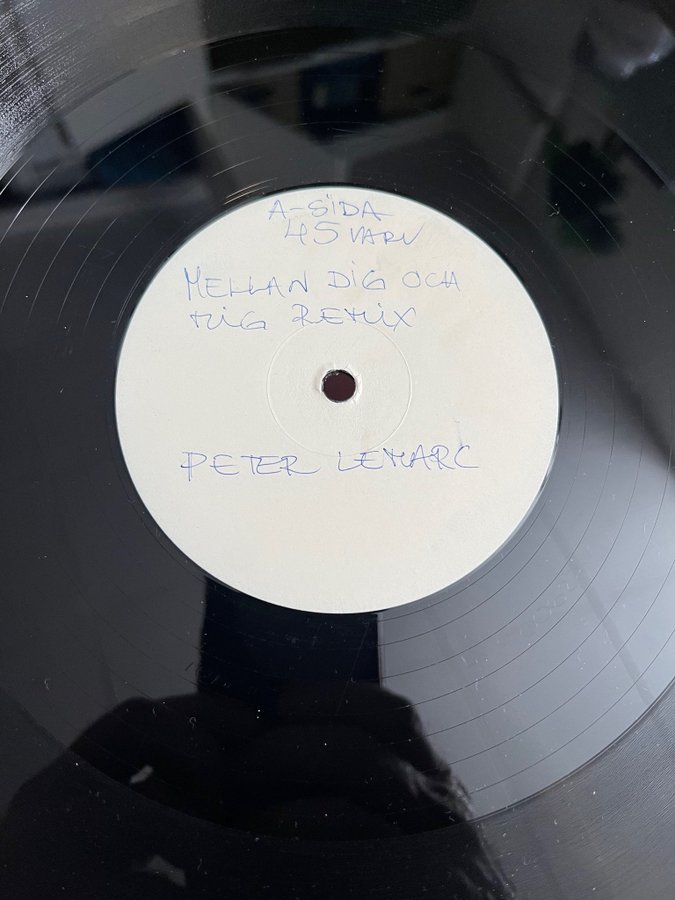 A-SIDA
45 VARV
MELLAN DIG OCH
MIG REMIX
PETER LEMARC